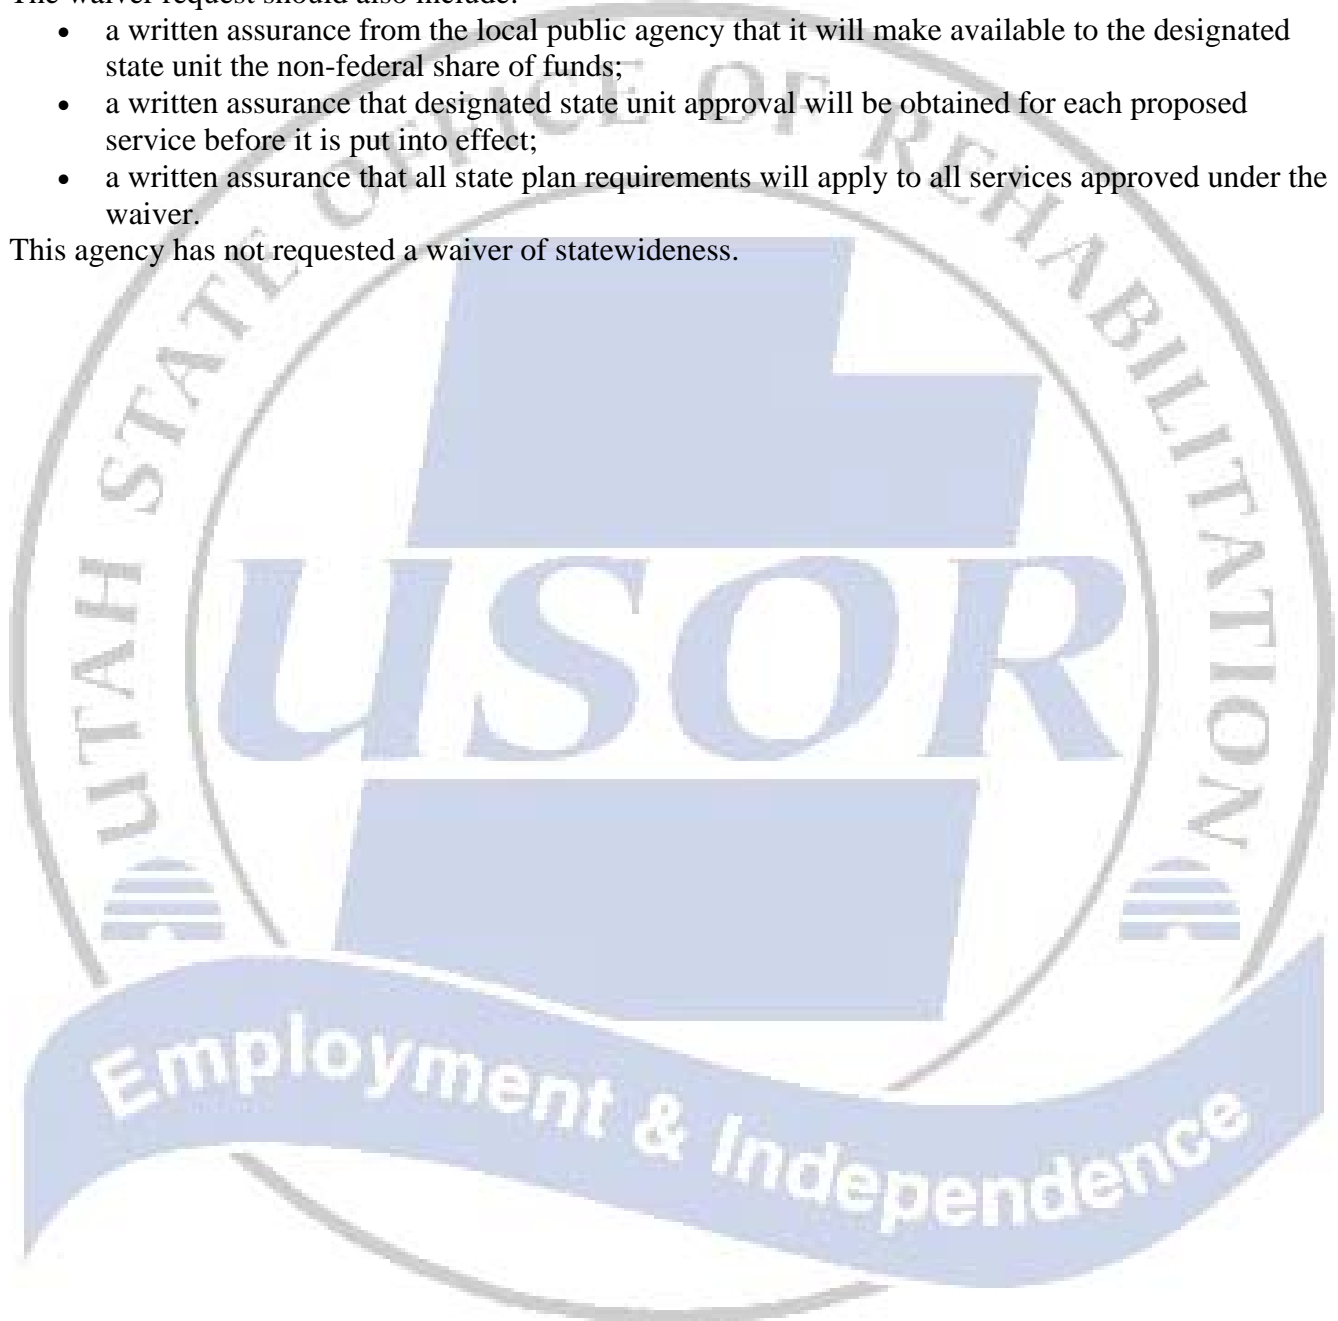 The waiver request should also include:
• a written assurance from the local public agency that it will make available to the designated
state unit the non-federal share of funds;
• a written assurance that designated state unit approval will be obtained for each proposed
service before it is put into effect;
• a written assurance that all state plan requirements will apply to all services approved under the
waiver.
This agency has not requested a waiver of statewideness.
UTAH STATE OFFICE OF REHABILITATION
USOR
Employment & Independence